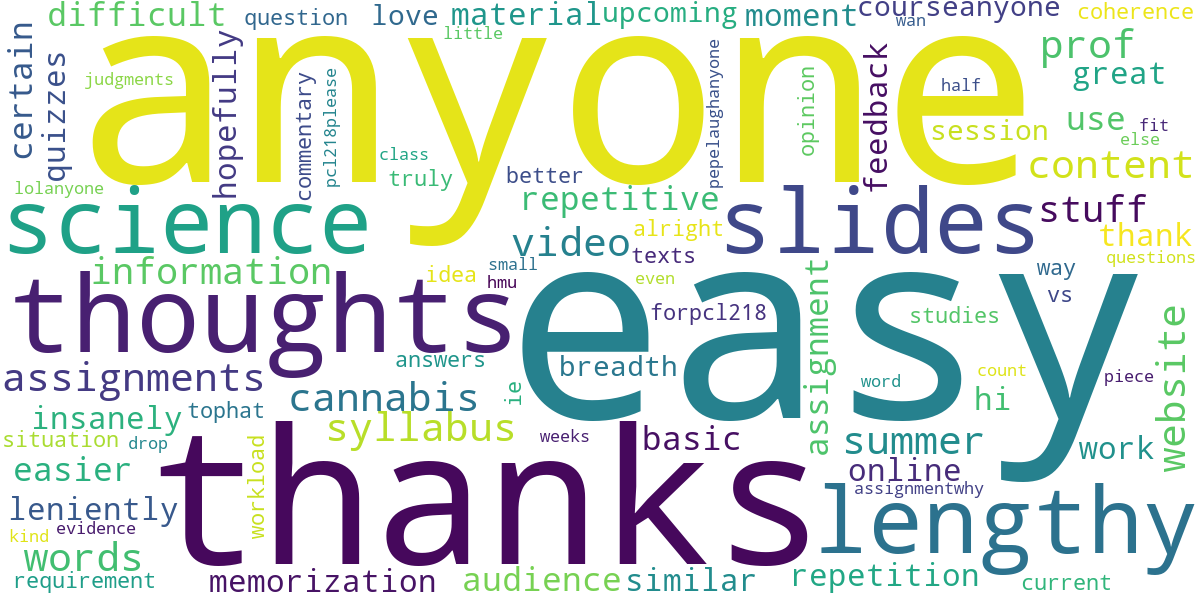 difficult question love material upcoming moment courseanyone coherence
wan
little
certain quizzes judgments anyone prof
hopefully commentary pcl218please pepelaughanyone opinion feedback great
half
use fit
session else
class content
lolanyone truly better
science repetitive slides stuff
video alright thank
texts questions
information idea small even way
hmu vs
thoughts easy
forpcl218 assignment studies website
answers
assignments breadth word count piece
cannabis ie hi
insanely tophat
situation drop syllabus weeks basic summer work
workload
easier thanks online
assignmentwhy
leniently lengthy
evidence
kind
words
requirement memorization audience similar repetition current